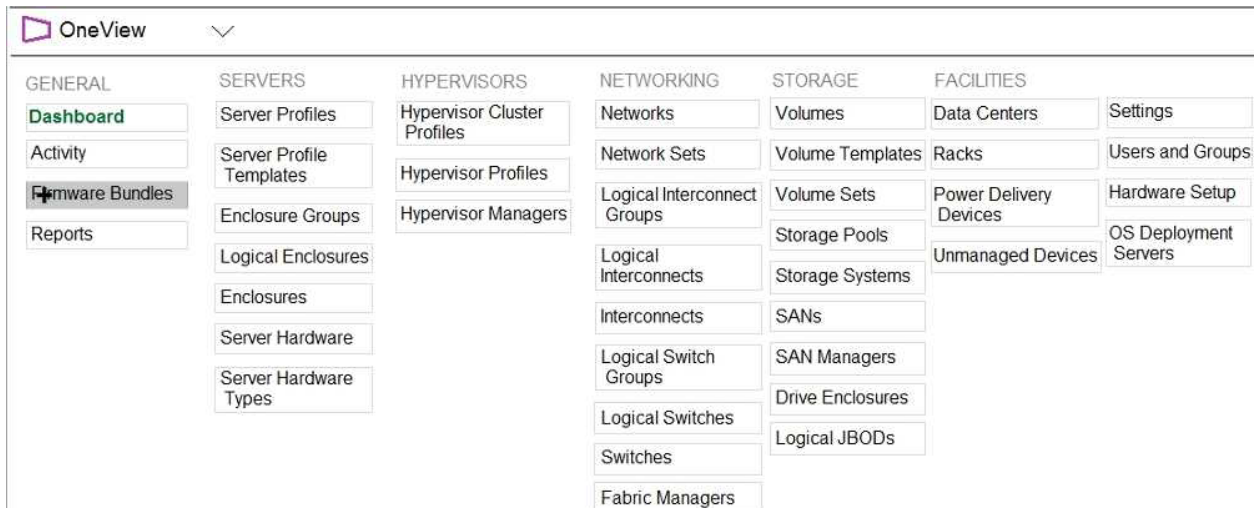 OneView
GENERAL
Dashboard
Activity
Firmware Bundles
Reports
SERVERS
Server Profiles
Server Profile
Templates
Enclosure Groups
Logical Enclosures
Enclosures
Server Hardware
Server Hardware
Types
HYPERVISORS
Hypervisor Cluster
Profiles
Hypervisor Profiles
Hypervisor Managers
NETWORKING
Networks
Network Sets
Logical Interconnect
Groups
Logical
Interconnects
Interconnects
Logical Switch
Groups
Logical Switches
Switches
Fabric Managers
STORAGE
Volumes
Volume Templates
Volume Sets
Storage Pools
Storage Systems
SANs
SAN Managers
Drive Enclosures
Logical JBODs
FACILITIES
Data Centers
Racks
Power Delivery
Devices
Unmanaged Devices
Settings
Users and Groups
Hardware Setup
OS Deployment
Servers